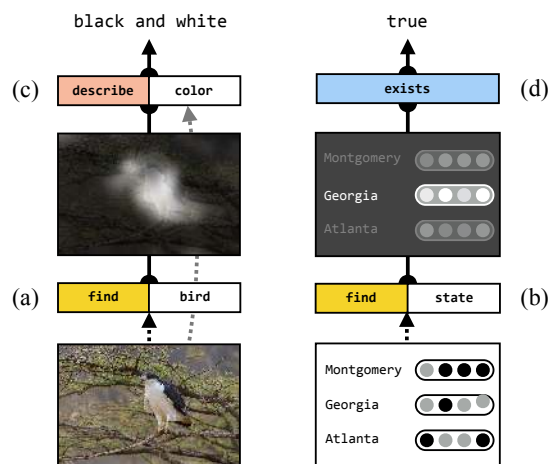 black and white
true
(c)
describe color
exists
(d)
Montgomery
Georgia
Atlanta
(a)
find bird
find state
(b)
Montgomery
Georgia
Atlanta